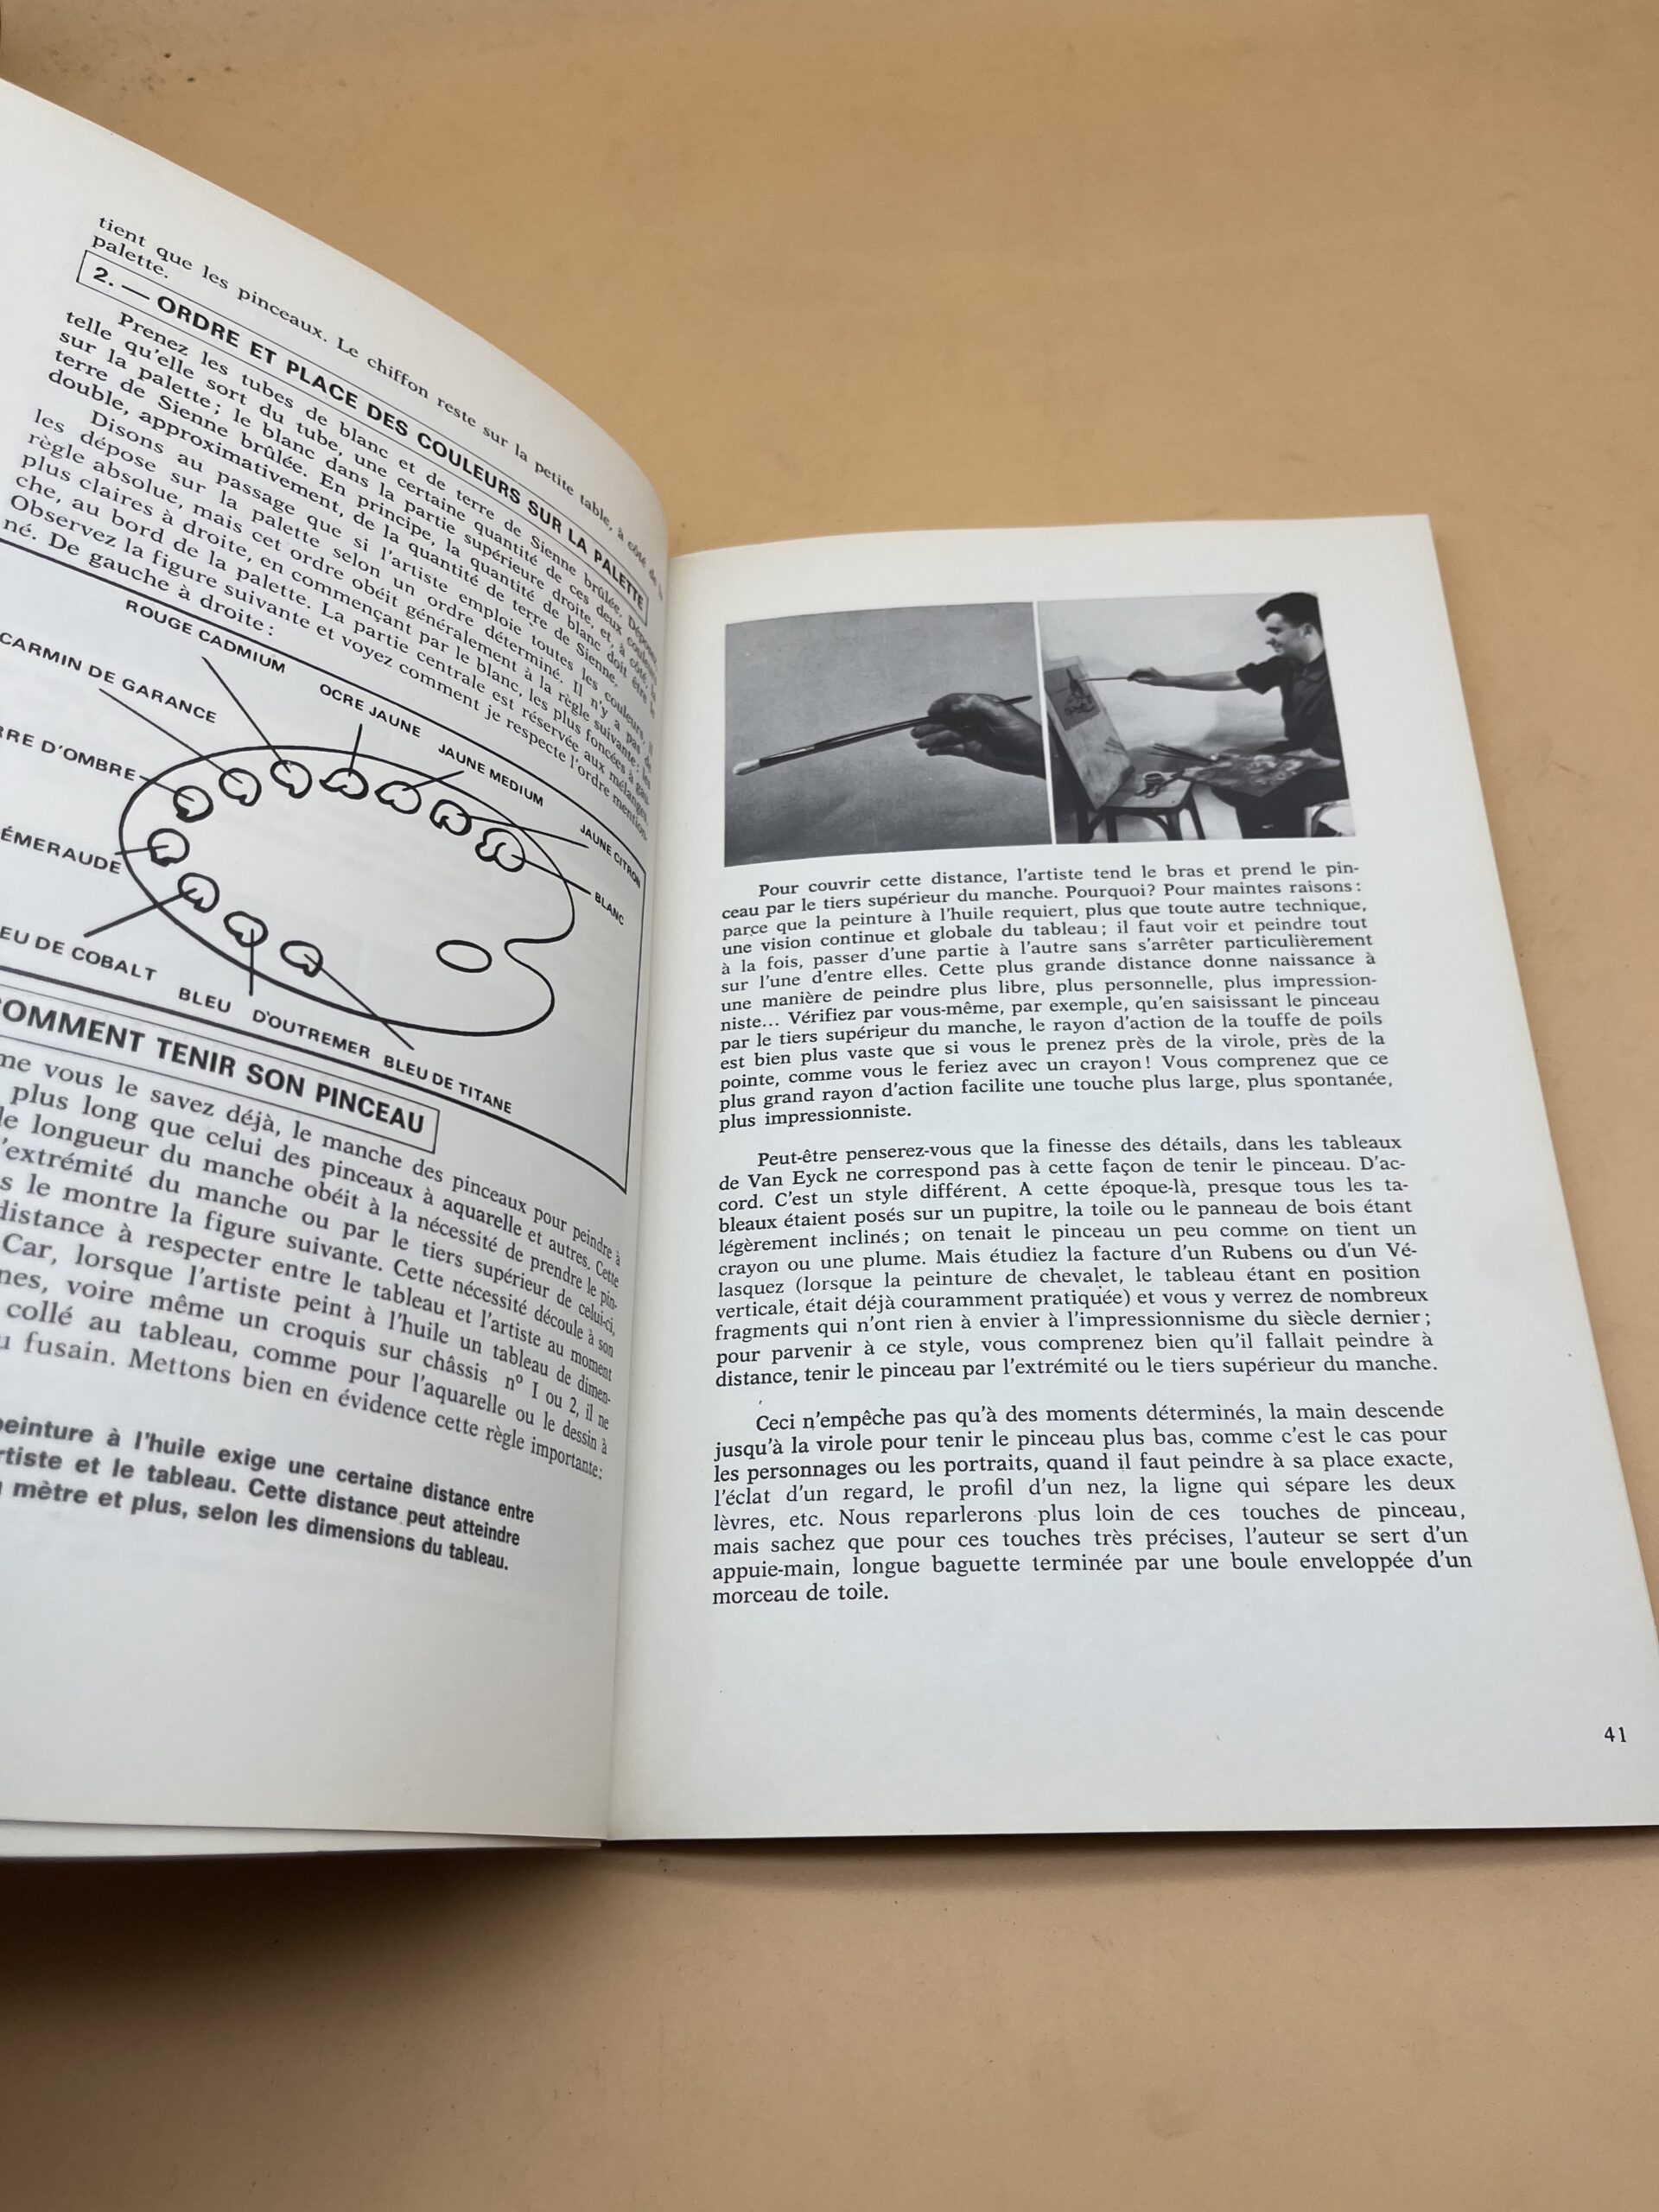 tient que les pinceaux. Le chiffon reste sur la petite table, à côté de la
palette.
2. — ORDRE ET PLACE DES COULEURS SUR LA PALETTE
Prenez les tubes de blanc et de terre de Sienne brûlée. Déposez,
telle qu'elle sort du tube, une certaine quantité de ces deux couleurs
sur la palette; le blanc dans la partie supérieure droite, et, à côté, la
terre de Sienne brûlée. En principe, la quantité de blanc doit être le
double, approximativement, de la quantité de terre de Sienne.
Disons au passage que si l'artiste emploie toutes les couleurs, il
les dépose sur la palette selon un ordre déterminé. Il n'y a pas de
règle absolue, mais cet ordre obéit généralement à la règle suivante: les
plus claires à droite, en commençant par le blanc, les plus foncées à gau-
che, au bord de la palette. La partie centrale est réservée aux mélanges.
Observez la figure suivante et voyez comment je respecte l'ordre mention-
né. De gauche à droite:
ROUGE CADMIUM
CARMIN DE GARANCE
OCRE JAUNE
JAUNE MEDIUM
RRE D'OMBRE
JAUNE CITRON
ÉMERAUDE
BLANC
EU DE COBALT
BLEU D'OUTREMER
BLEU DE TITANE
COMMENT TENIR SON PINCEAU
me vous le savez déjà, le manche des pinceaux pour peindre à
plus long que celui des pinceaux à aquarelle et autres. Cette
de longueur du manche obéit à la nécessité de prendre le pin-
l'extrémité du manche ou par le tiers supérieur de celui-ci,
s le montre la figure suivante. Cette nécessité découle à son
distance à respecter entre le tableau et l'artiste au moment
Car, lorsque l'artiste peint à l'huile un tableau de dimen-
nes, voire même un croquis sur châssis n° I ou 2, il ne
collé au tableau, comme pour l'aquarelle ou le dessin à
u fusain. Mettons bien en évidence cette règle importante:
peinture à l'huile exige une certaine distance entre
rtiste et le tableau. Cette distance peut atteindre
mètre et plus, selon les dimensions du tableau.
Pour couvrir cette distance, l'artiste tend le bras et prend le pin-
ceau par le tiers supérieur du manche. Pourquoi? Pour maintes raisons:
parce que la peinture à l'huile requiert, plus que toute autre technique,
une vision continue et globale du tableau; il faut voir et peindre tout
à la fois, passer d'une partie à l'autre sans s'arrêter particulièrement
sur l'une d'entre elles. Cette plus grande distance donne naissance à
une manière de peindre plus libre, plus personnelle, plus impression-
niste... Vérifiez par vous-même, par exemple, qu'en saisissant le pinceau
par le tiers supérieur du manche, le rayon d'action de la touffe de poils
est bien plus vaste que si vous le prenez près de la virole, près de la
pointe, comme vous le feriez avec un crayon! Vous comprenez que ce
plus grand rayon d'action facilite une touche plus large, plus spontanée,
plus impressionniste.
Peut-être penserez-vous que la finesse des détails, dans les tableaux
de Van Eyck ne correspond pas à cette façon de tenir le pinceau. D'ac-
cord. C'est un style différent. A cette époque-là, presque tous les ta-
bleaux étaient posés sur un pupitre, la toile ou le panneau de bois étant
légèrement inclinés; on tenait le pinceau un peu comme on tient un
crayon ou une plume. Mais étudiez la facture d'un Rubens ou d'un Vé-
lasquez (lorsque la peinture de chevalet, le tableau étant en position
verticale, était déjà couramment pratiquée) et vous y verrez de nombreux
fragments qui n'ont rien à envier à l'impressionnisme du siècle dernier;
pour parvenir à ce style, vous comprenez bien qu'il fallait peindre à
distance, tenir le pinceau par l'extrémité ou le tiers supérieur du manche.
Ceci n'empêche pas qu'à des moments déterminés, la main descende
jusqu'à la virole pour tenir le pinceau plus bas, comme c'est le cas pour
les personnages ou les portraits, quand il faut peindre à sa place exacte,
l'éclat d'un regard, le profil d'un nez, la ligne qui sépare les deux
lèvres, etc. Nous reparlerons plus loin de ces touches de pinceau,
mais sachez que pour ces touches très précises, l'auteur se sert d'un
appuie-main, longue baguette terminée par une boule enveloppée d'un
morceau de toile.
41